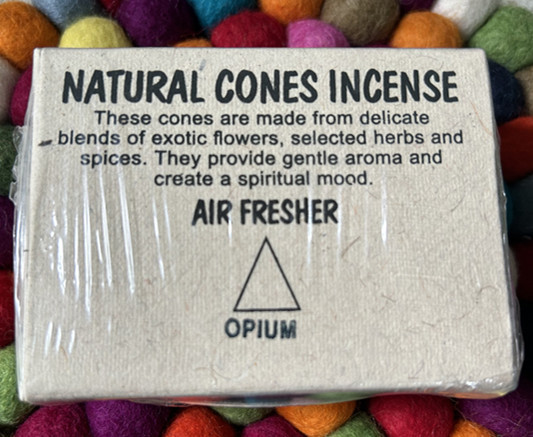 NATURAL CONES INCENSE
These cones are made from delicate
blends of exotic flowers, selected herbs and
spices. They provide gentle aroma and
create a spiritual mood.
AIR FRESHER
OPIUM